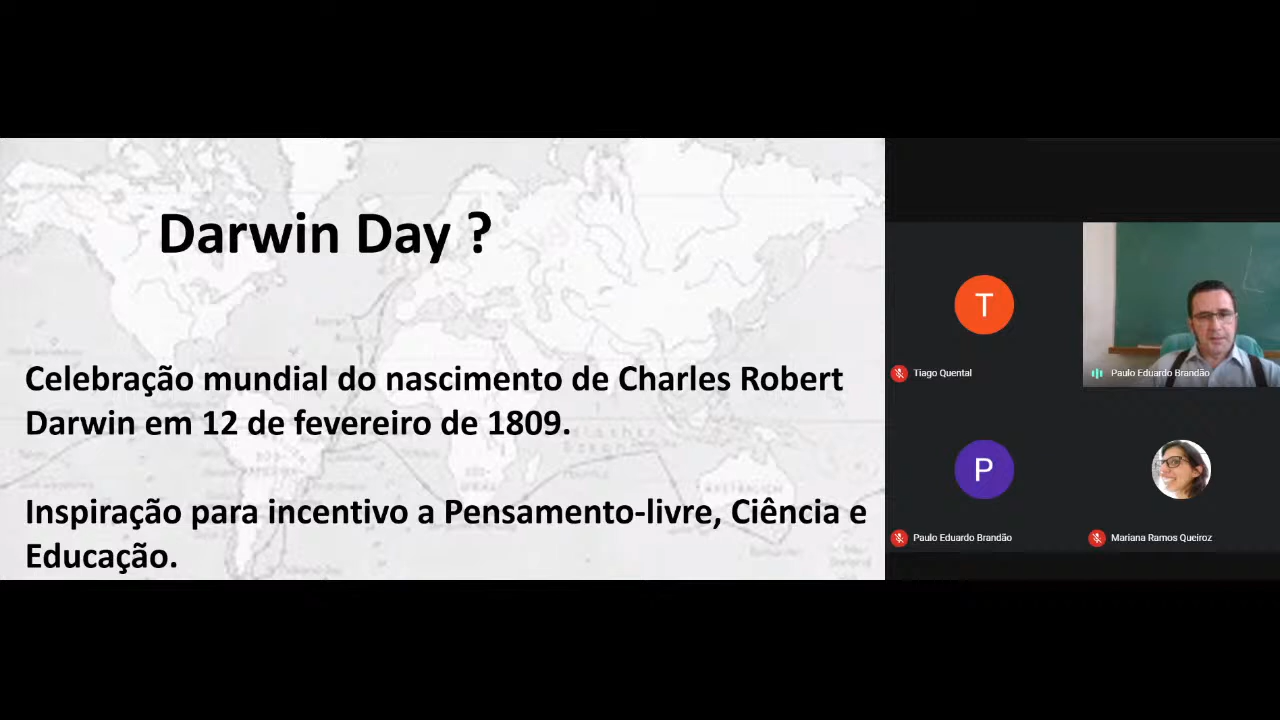 Darwin Day ?
Celebração mundial do nascimento de Charles Robert
Darwin em 12 de fevereiro de 1809.
Inspiração para incentivo a Pensamento-livre, Ciência e
Educação.
T
Tiago Quental
Paulo Eduardo Brandão
P
Paulo Eduardo Brandão
Mariana Ramos Queiroz